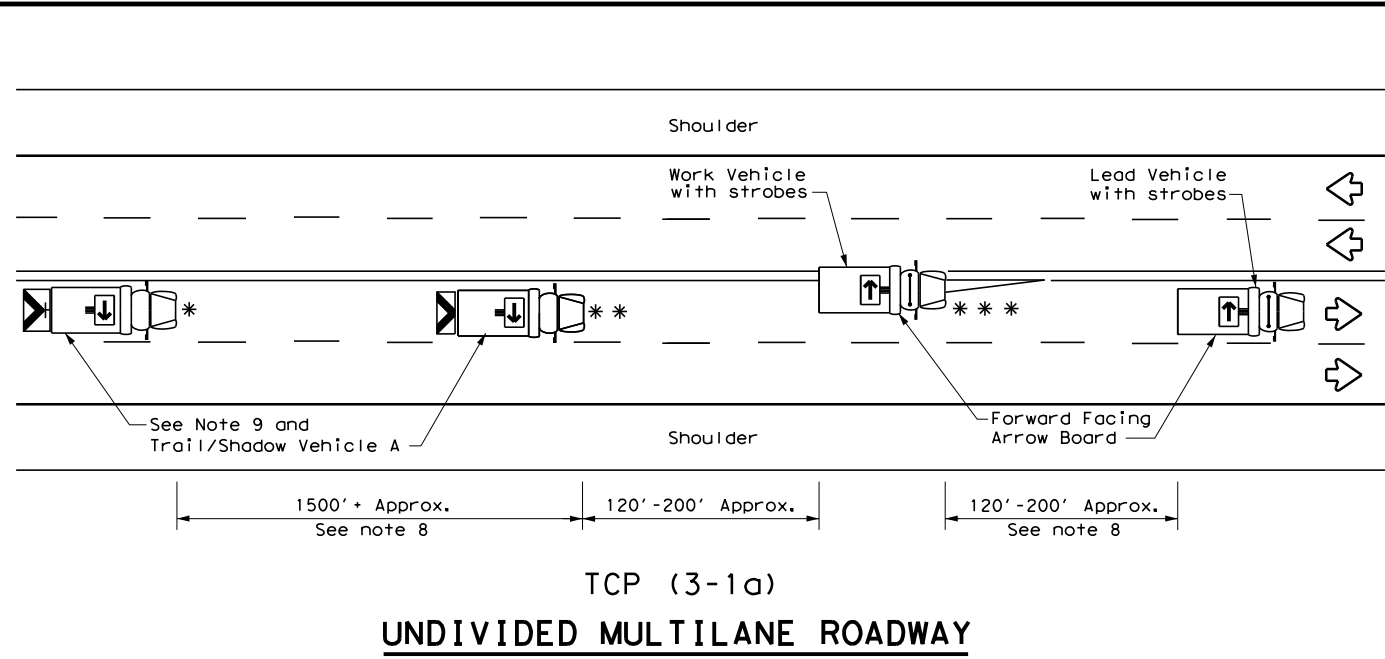 Shoulder
Work Vehicle
with strobes
Lead Vehicle
with strobes
*
* *
* * *
See Note 9 and
Trail/Shadow Vehicle A
Shoulder
Forward Facing
Arrow Board
1500'+ Approx.
See note 8
120'-200' Approx.
120'-200' Approx.
See note 8
TCP (3-1a)
UNDIVIDED MULTILANE ROADWAY